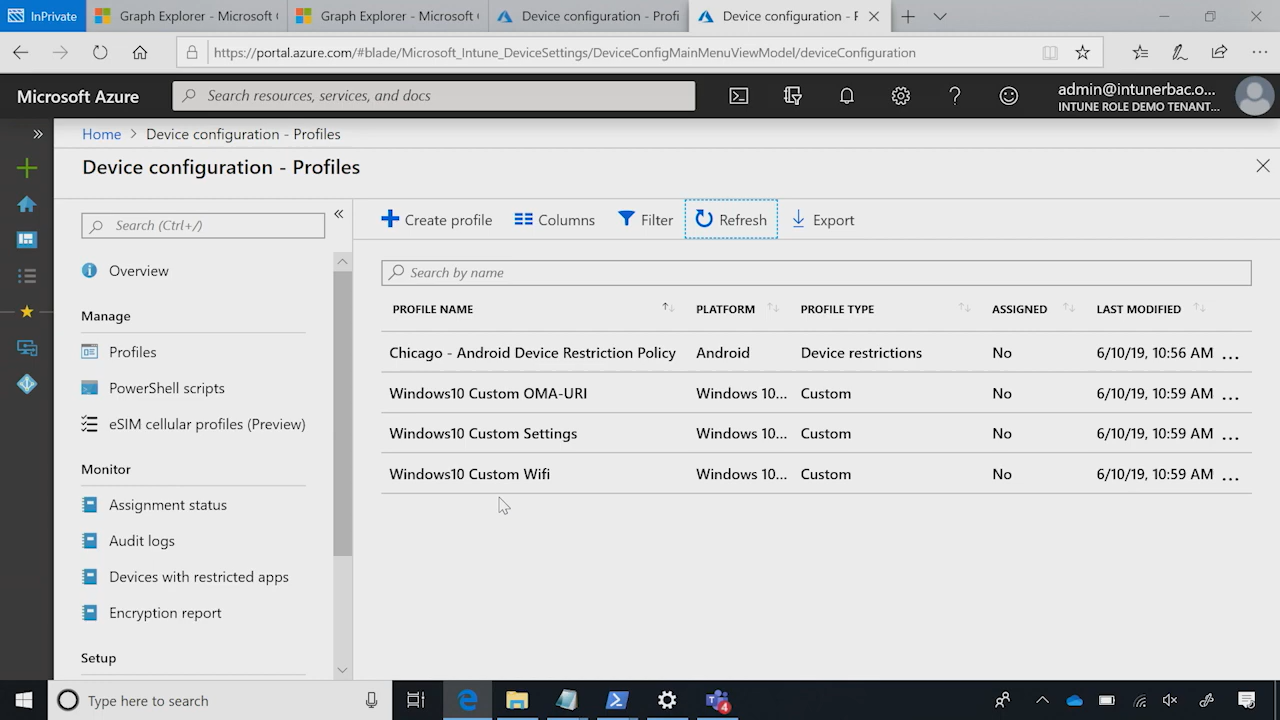 InPrivate
Graph Explorer - Microsoft (
Graph Explorer - Microsoft (
Device configuration - Profi
Device configuration - P
https://portal.azure.com/#blade/Microsoft_Intune_DeviceSettings/DeviceConfigMainMenuViewModel/deviceConfiguration
Microsoft Azure
Search resources, services, and docs
admin@intunerbac.o...
INTUNE ROLE DEMO TENANT...
Home > Device configuration - Profiles
Device configuration - Profiles
Search (Ctrl+/)
Overview
Manage
Profiles
PowerShell scripts
eSIM cellular profiles (Preview)
Monitor
Assignment status
Audit logs
Devices with restricted apps
Encryption report
Setup
Create profile Columns Filter Refresh Export
Search by name
PROFILE NAME PLATFORM PROFILE TYPE ASSIGNED LAST MODIFIED
Chicago - Android Device Restriction Policy Android Device restrictions No 6/10/19, 10:56 AM ...
Windows10 Custom OMA-URI Windows 10... Custom No 6/10/19, 10:59 AM ...
Windows10 Custom Settings Windows 10... Custom No 6/10/19, 10:59 AM ...
Windows10 Custom Wifi Windows 10... Custom No 6/10/19, 10:59 AM ...
Type here to search
4